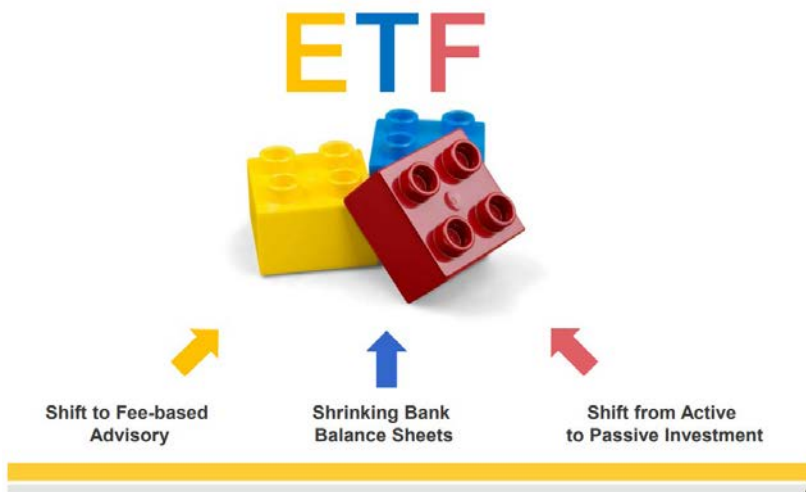 ETF
Shift to Fee-based
Advisory
Shrinking Bank
Balance Sheets
Shift from Active
to Passive Investment